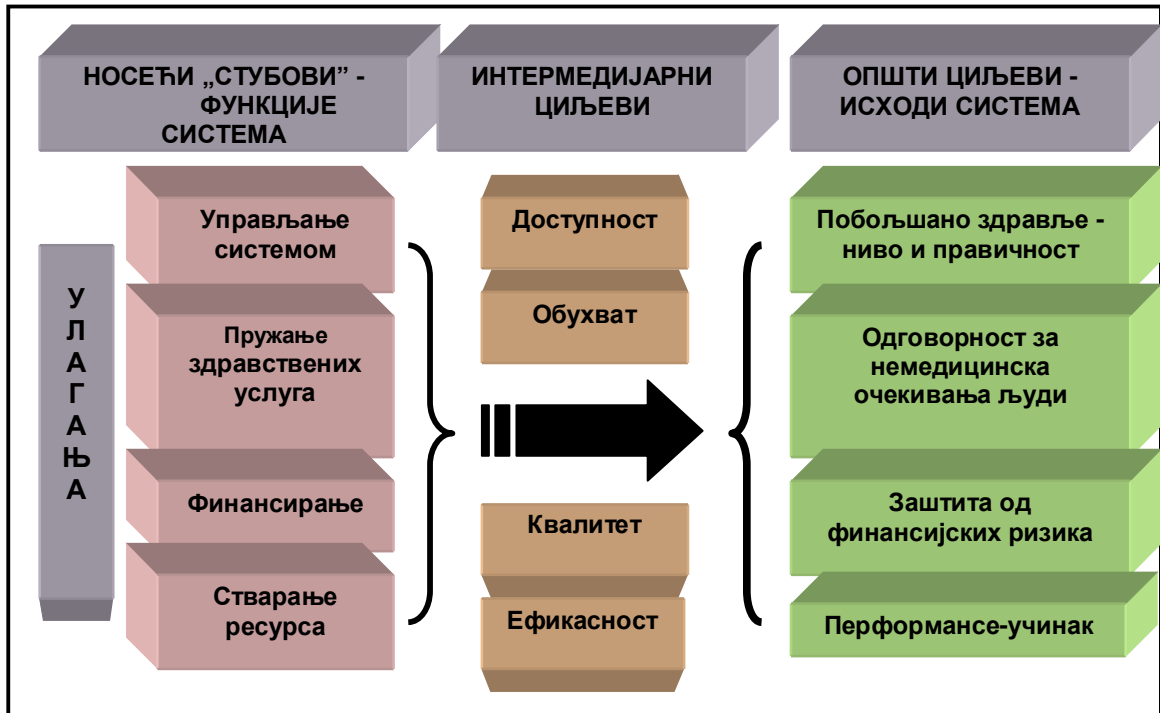 НОСЕЋИ „СТУБОВИ” -
ФУНКЦИЈЕ
СИСТЕМА
ИНТЕРМЕДИЈАРНИ
ЦИЉЕВИ
ОПШТИ ЦИЉЕВИ -
ИСХОДИ СИСТЕМА
У
Л
А
Г
А
Њ
А
Управљање
системом
Пружање
здравствених
услуга
Финансирање
Стварање
ресурса
Доступност
Обухват
Квалитет
Ефикасност
Побољшано здравље -
ниво и правичност
Одговорност за
немедицинска
очекивања људи
Заштита од
финансијских ризика
Перформансе-учинак